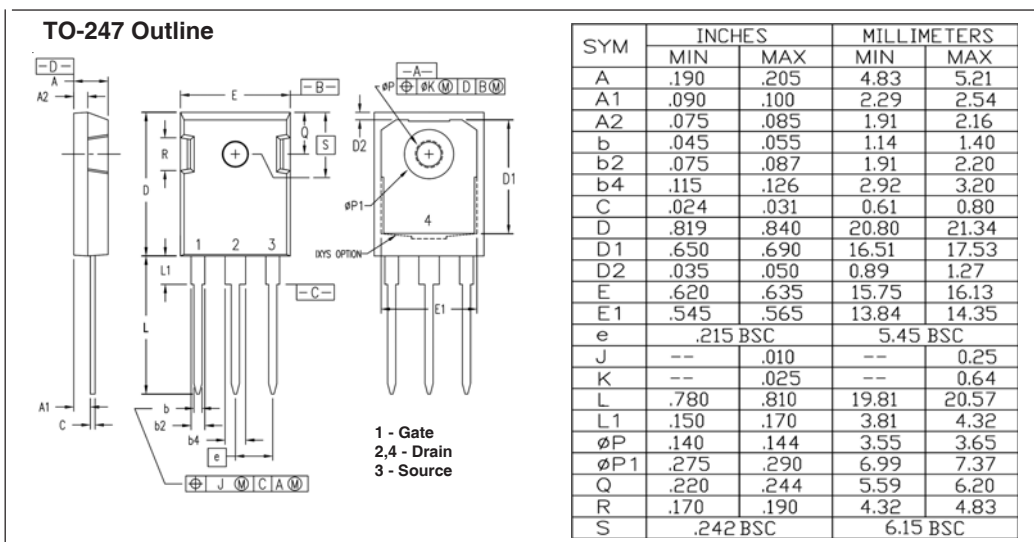 TO-247 Outline
-D-
A
A2
E
-B-
R
D
Q
S
1 2 3
L1
L
-C-
A1
C
b
b2
b4
e
⌖ J Ⓜ C A Ⓜ
-A-
øP ⌖ øK Ⓜ D B Ⓜ
D2
D1
øP1
4
IXYS OPTION
E1
1 - Gate
2,4 - Drain
3 - Source
SYM INCHES MILLIMETERS
MIN MAX MIN MAX
A .190 .205 4.83 5.21
A1 .090 .100 2.29 2.54
A2 .075 .085 1.91 2.16
b .045 .055 1.14 1.40
b2 .075 .087 1.91 2.20
b4 .115 .126 2.92 3.20
C .024 .031 0.61 0.80
D .819 .840 20.80 21.34
D1 .650 .690 16.51 17.53
D2 .035 .050 0.89 1.27
E .620 .635 15.75 16.13
E1 .545 .565 13.84 14.35
e .215 BSC 5.45 BSC
J -- .010 -- 0.25
K -- .025 -- 0.64
L .780 .810 19.81 20.57
L1 .150 .170 3.81 4.32
øP .140 .144 3.55 3.65
øP1 .275 .290 6.99 7.37
Q .220 .244 5.59 6.20
R .170 .190 4.32 4.83
S .242 BSC 6.15 BSC